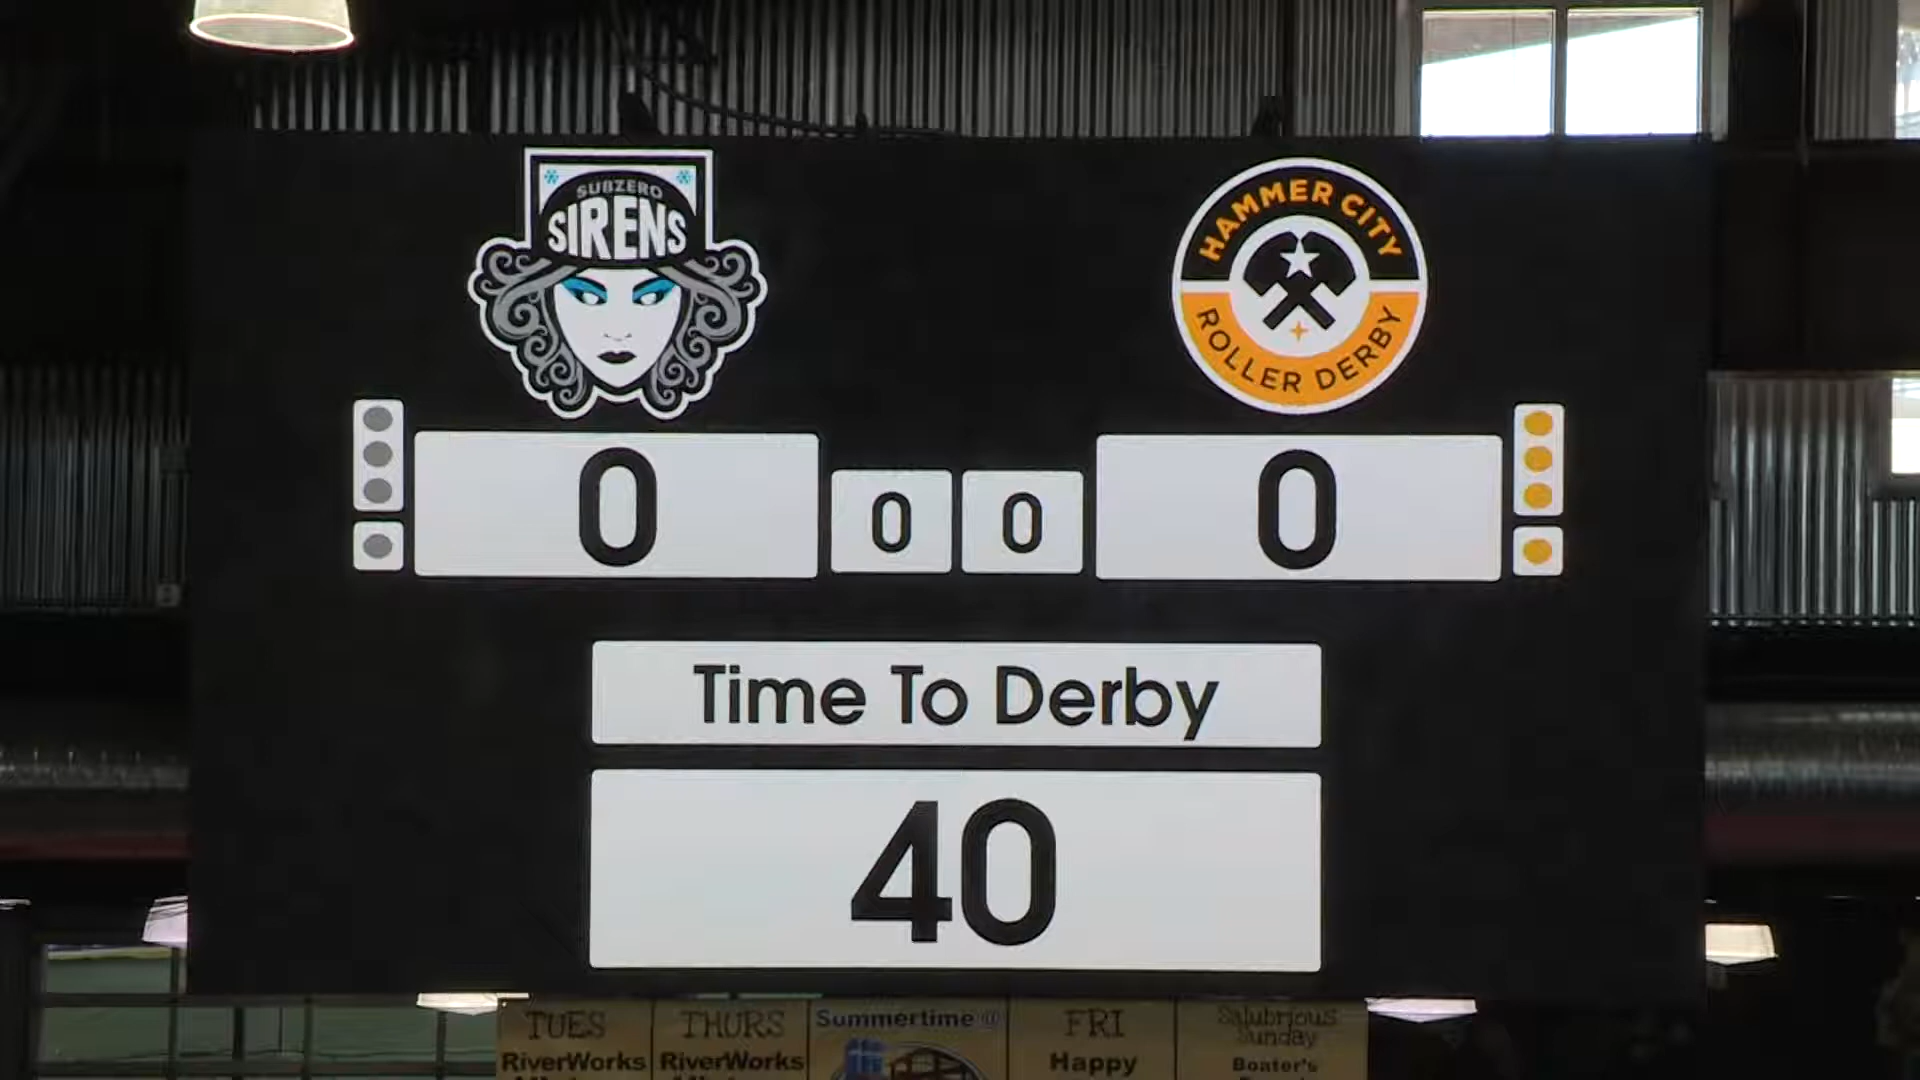 SUBZERO
SIRENS
HAMMER CITY
ROLLER DERBY
0
0
0
0
Time To Derby
40
TUES
RiverWorks
THURS
RiverWorks
Summertime @
FRI
Happy
Salubrious
Sunday
Boater's